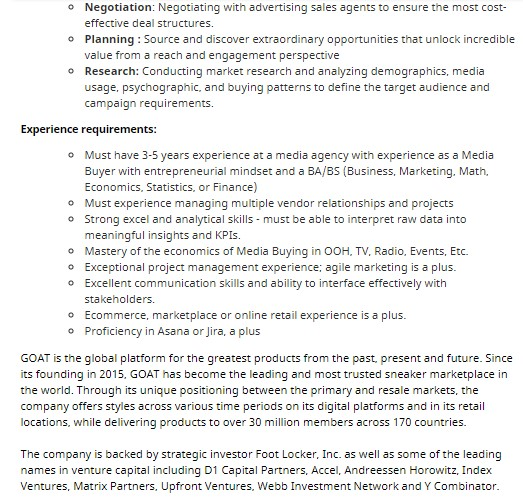 Negotiation: Negotiating with advertising sales agents to ensure the most cost-
effective deal structures.
Planning : Source and discover extraordinary opportunities that unlock incredible
value from a reach and engagement perspective
Research: Conducting market research and analyzing demographics, media
usage, psychographic, and buying patterns to define the target audience and
campaign requirements.
Experience requirements:
Must have 3-5 years experience at a media agency with experience as a Media
Buyer with entrepreneurial mindset and a BA/BS (Business, Marketing, Math,
Economics, Statistics, or Finance)
Must experience managing multiple vendor relationships and projects
Strong excel and analytical skills - must be able to interpret raw data into
meaningful insights and KPIs.
Mastery of the economics of Media Buying in OOH, TV, Radio, Events, Etc.
Exceptional project management experience; agile marketing is a plus.
Excellent communication skills and ability to interface effectively with
stakeholders.
Ecommerce, marketplace or online retail experience is a plus.
Proficiency in Asana or Jira, a plus
GOAT is the global platform for the greatest products from the past, present and future. Since
its founding in 2015, GOAT has become the leading and most trusted sneaker marketplace in
the world. Through its unique positioning between the primary and resale markets, the
company offers styles across various time periods on its digital platforms and in its retail
locations, while delivering products to over 30 million members across 170 countries.
The company is backed by strategic investor Foot Locker, Inc. as well as some of the leading
names in venture capital including D1 Capital Partners, Accel, Andreessen Horowitz, Index
Ventures, Matrix Partners, Upfront Ventures, Webb Investment Network and Y Combinator.